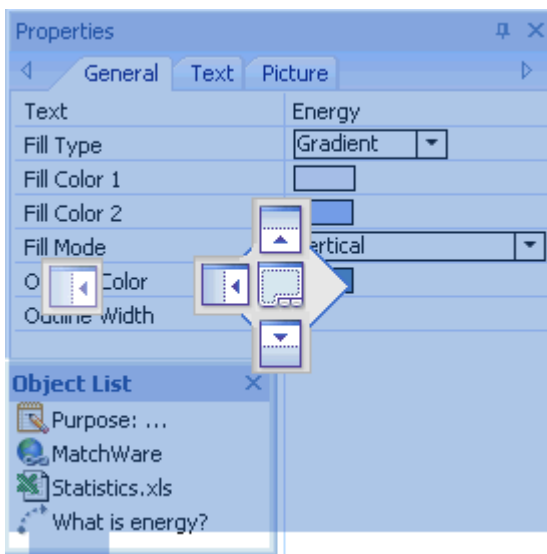 Properties
General Text Picture
Text Energy
Fill Type Gradient
Fill Color 1
Fill Color 2
Fill Mode
Color
Outline Width
Object List
Purpose: ...
MatchWare
Statistics.xls
What is energy?